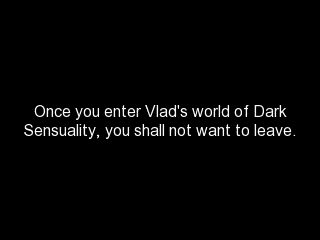 Once you enter Vlad's world of Dark
Sensuality, you shall not want to leave.